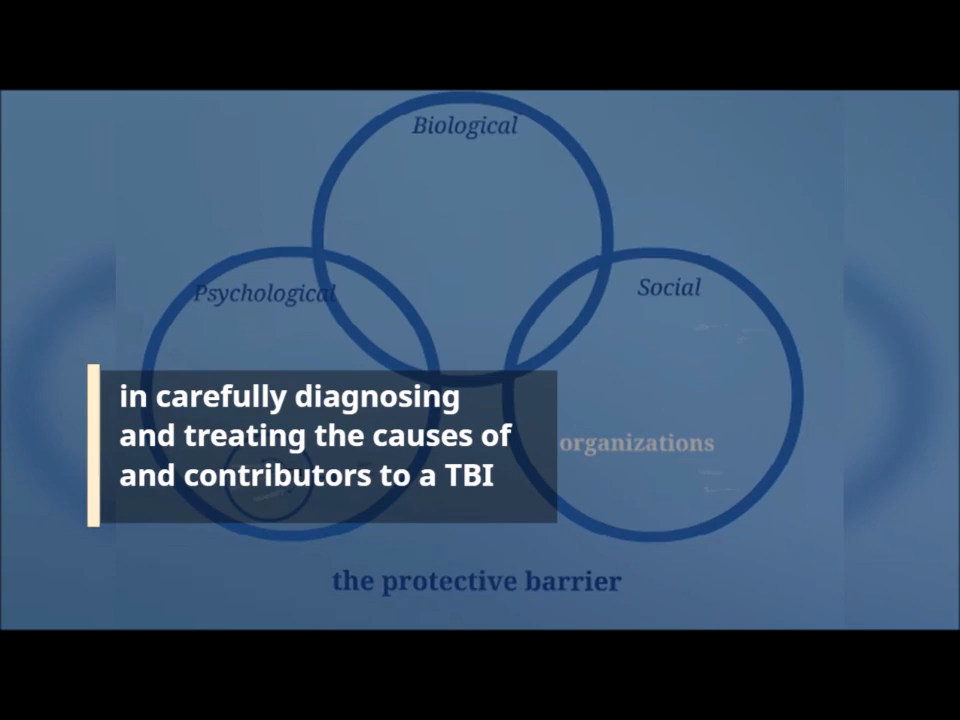 Biological
Psychological
Social
in carefully diagnosing
and treating the causes of
and contributors to a TBI
organizations
the protective barrier